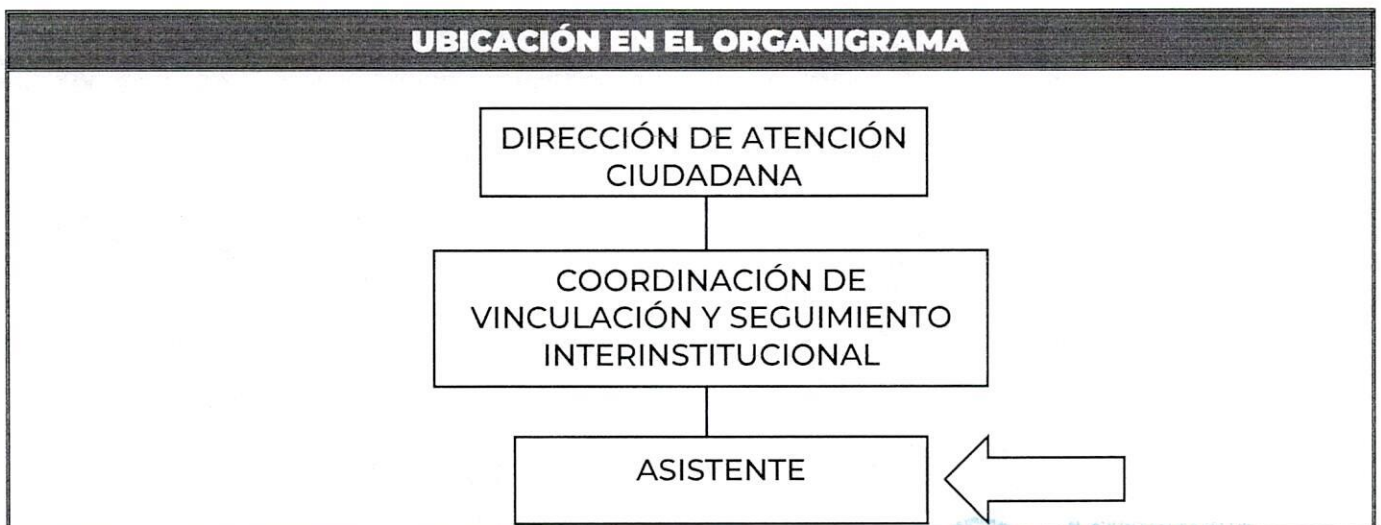 UBICACIÓN EN EL ORGANIGRAMA
DIRECCIÓN DE ATENCIÓN
CIUDADANA
COORDINACIÓN DE
VINCULACIÓN Y SEGUIMIENTO
INTERINSTITUCIONAL
ASISTENTE